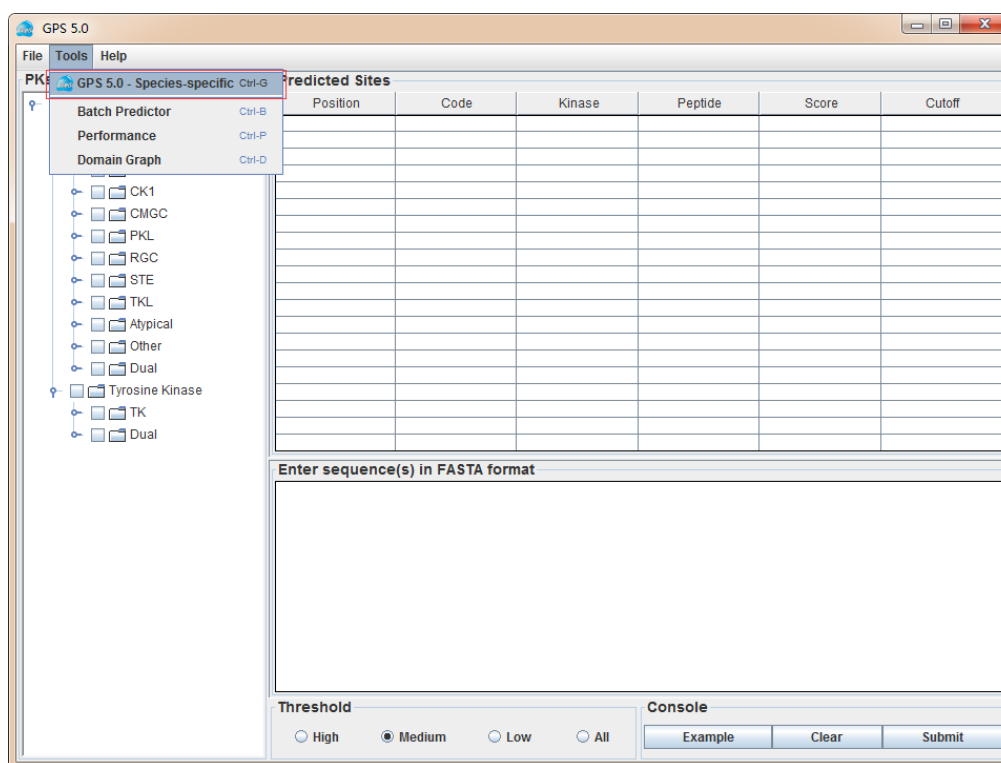 GPS 5.0
File Tools Help
GPS 5.0 - Species-specific Ctrl-G
Batch Predictor Ctrl-B
Performance Ctrl-P
Domain Graph Ctrl-D
CK1
CMGC
PKL
RGC
STE
TKL
Atypical
Other
Dual
Tyrosine Kinase
TK
Dual
Predicted Sites
Position Code Kinase Peptide Score Cutoff
Enter sequence(s) in FASTA format
Threshold
High Medium Low All
Console
Example Clear Submit